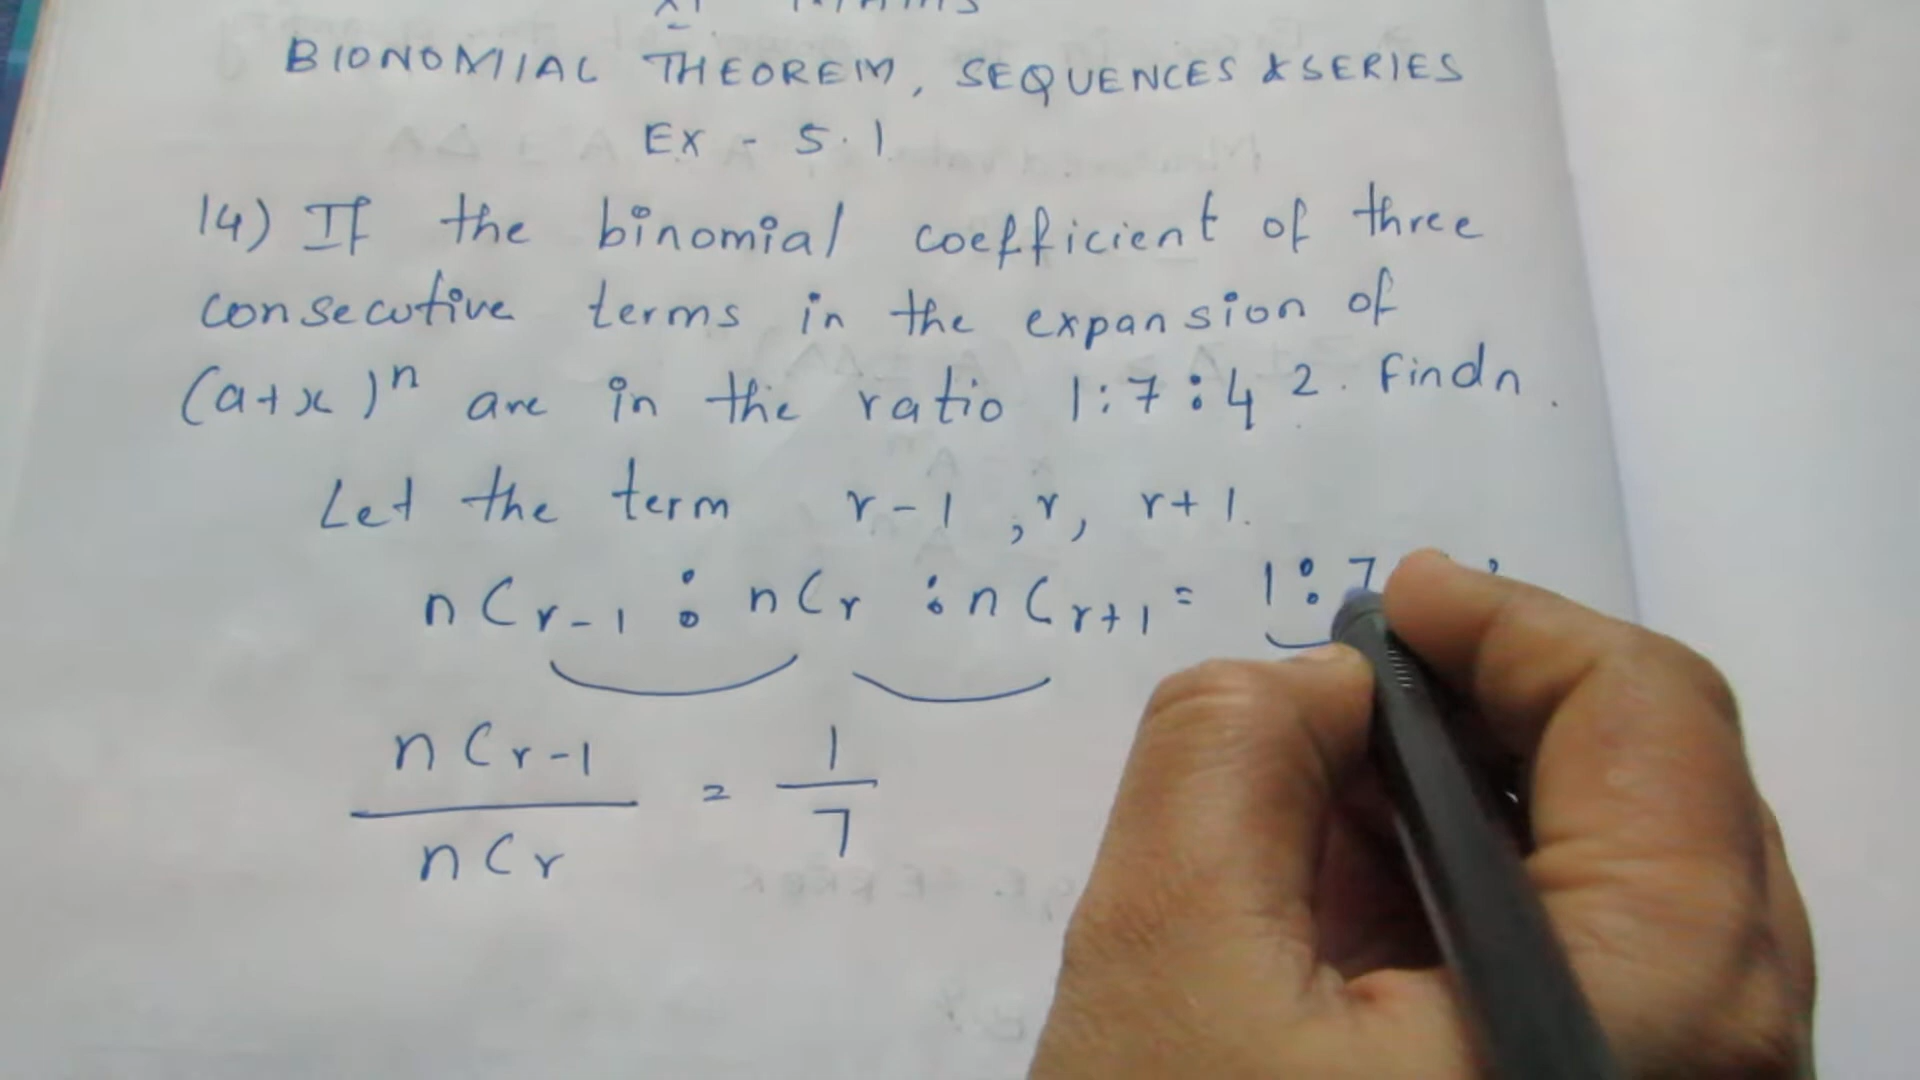 BIONOMIAL THEOREM, SEQUENCES & SERIES
EX - 5.1
14) If the binomial coefficient of three
consecutive terms in the expansion of
(a+x)ⁿ are in the ratio 1:7:42. Find n.
Let the term r-1, r, r+1.
nCr-1 : nCr : nCr+1 = 1:7
nCr-1
= 1
nCr
7